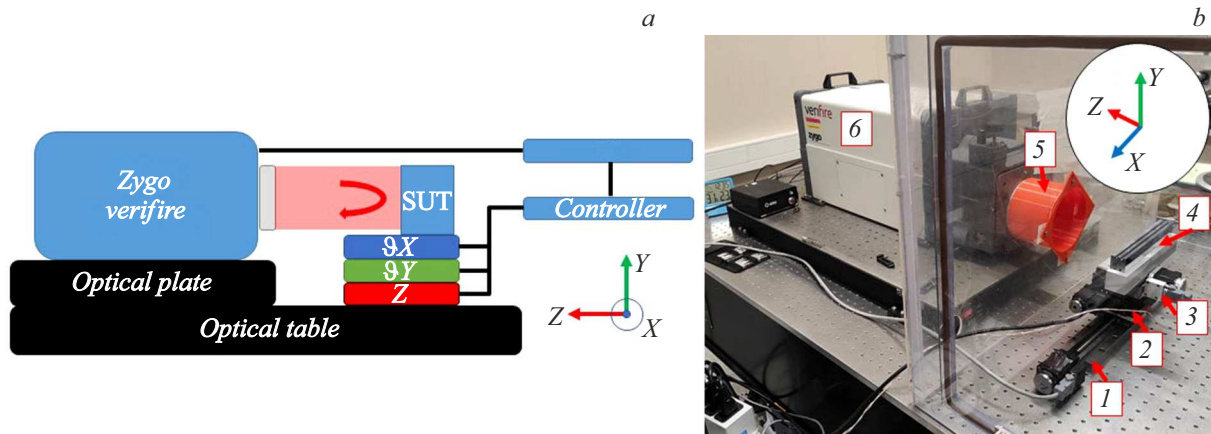 a
Zygo
verifire
SUT
Controller
ϑX
ϑY
Z
Optical plate
Optical table
Y
Z
X
b
verifire
zygo
6
5
4
3
2
1
Y
Z
X